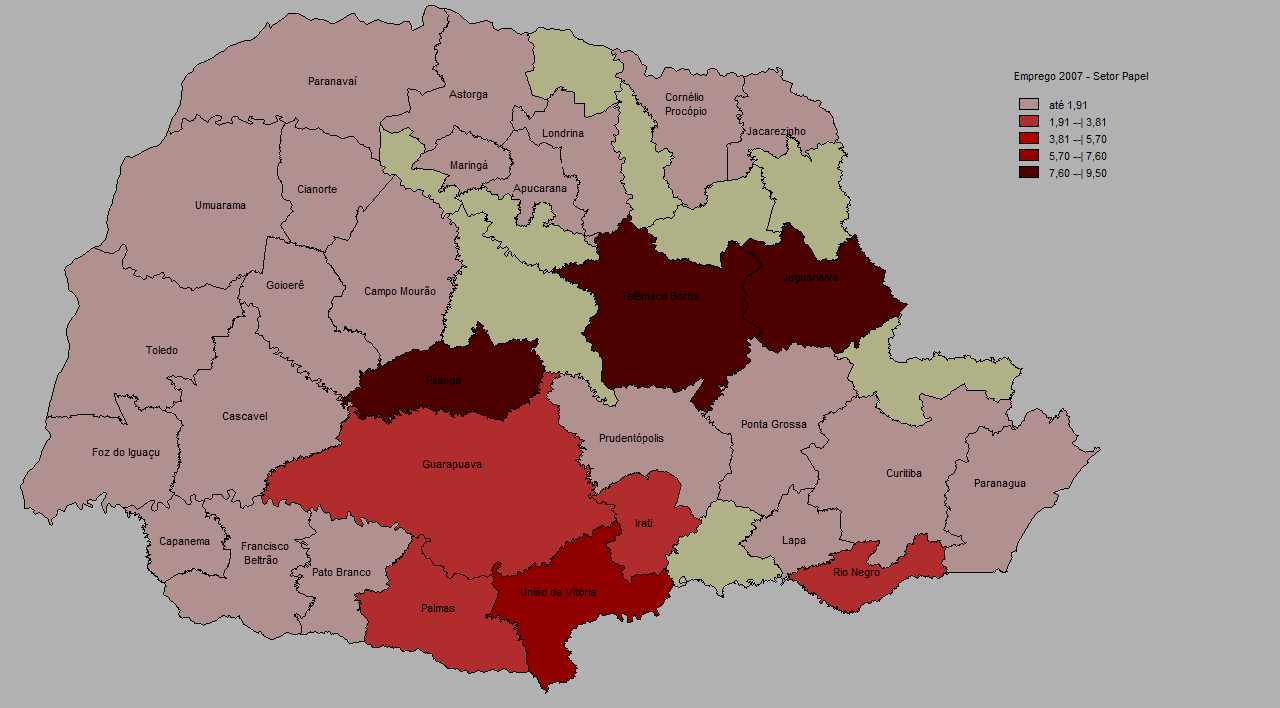 Emprego 2007 - Setor Papel
até 1,91
1,91 --| 3,81
3,81 --| 5,70
5,70 --| 7,60
7,60 --| 9,50
Paranavaí
Astorga
Cornélio
Procópio
Londrina
Jacarezinho
Maringá
Apucarana
Cianorte
Umuarama
Goioerê
Campo Mourão
Telêmaco Borba
Jaguariaíva
Toledo
Pitanga
Cascavel
Prudentópolis
Ponta Grossa
Foz do Iguaçu
Guarapuava
Curitiba
Paranagua
Irati
Capanema
Francisco
Beltrão
Lapa
Pato Branco
Rio Negro
União da Vitória
Palmas